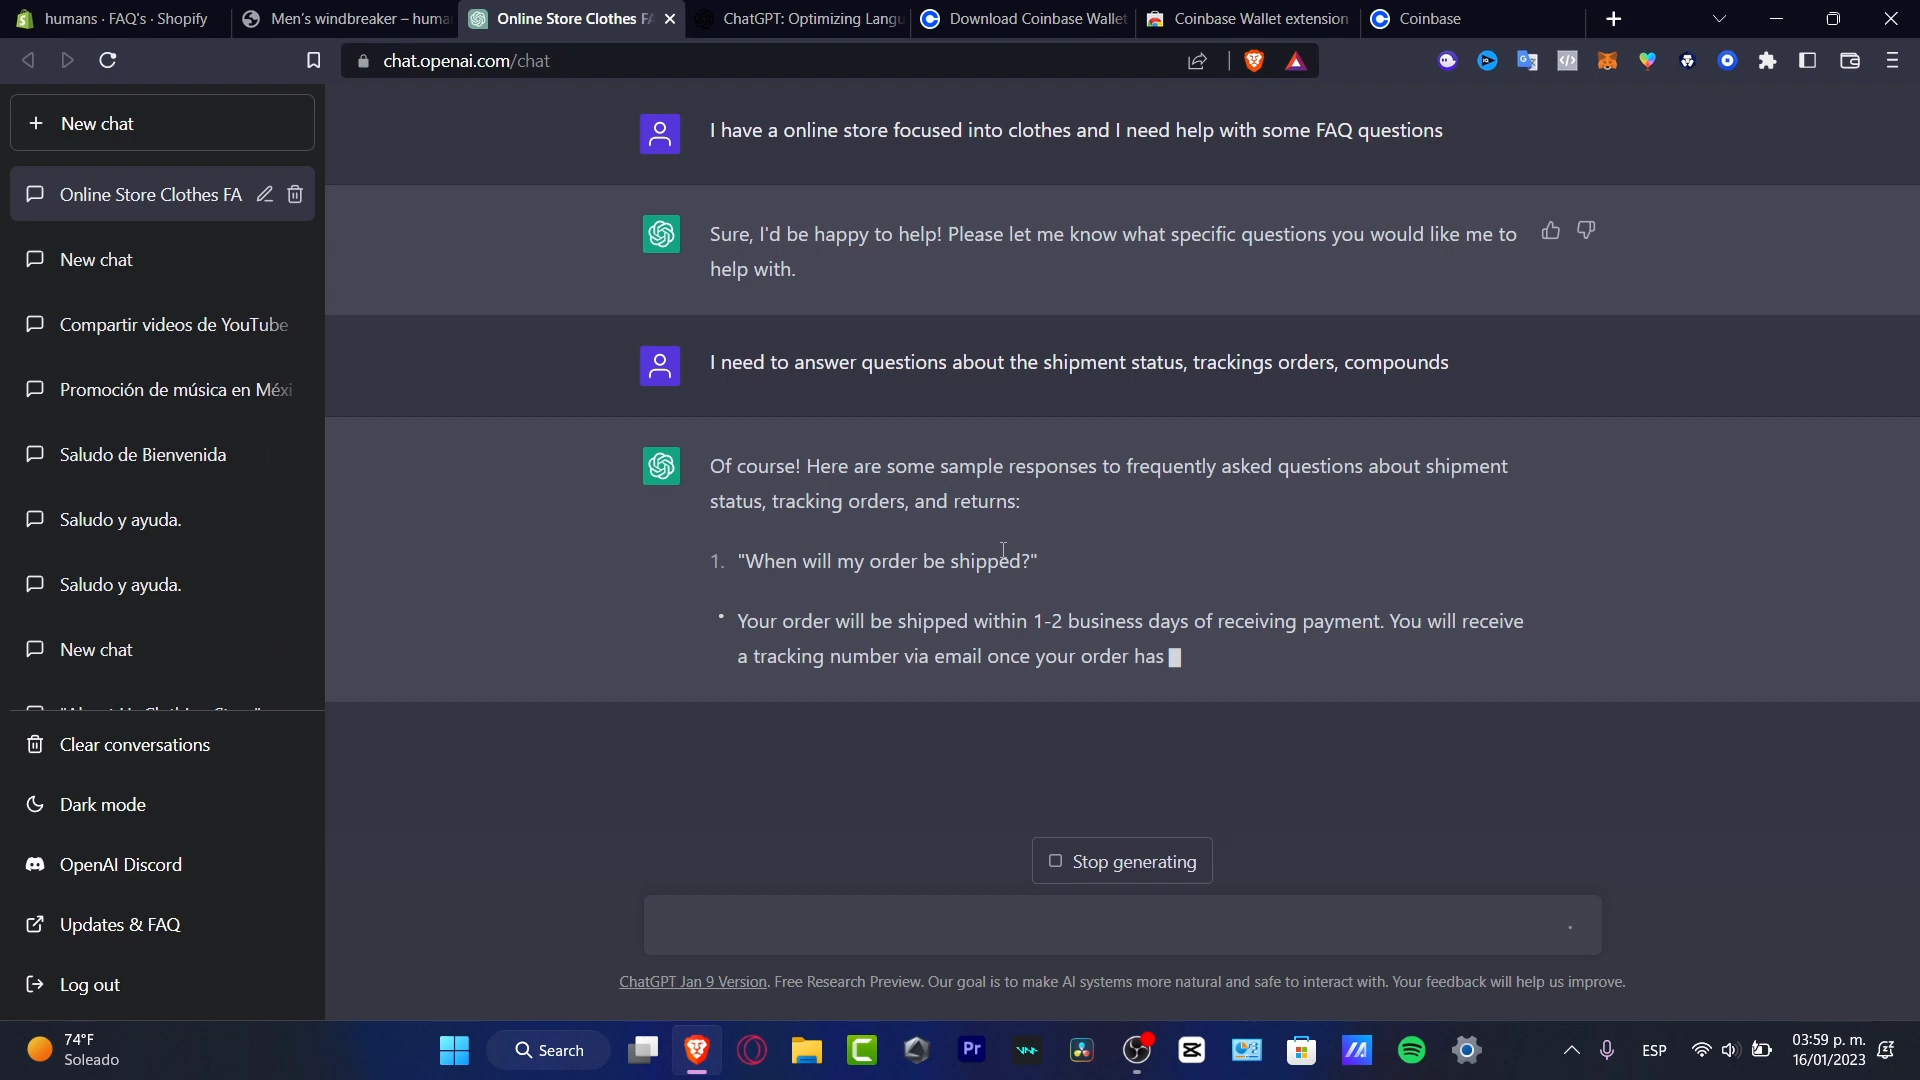 humans · FAQ's · Shopify
Men's windbreaker – huma
Online Store Clothes F
ChatGPT: Optimizing Langu
Download Coinbase Wallet
Coinbase Wallet extension
Coinbase
chat.openai.com/chat
New chat
Online Store Clothes FA
New chat
Compartir videos de YouTube
Promoción de música en Méxi
Saludo de Bienvenida
Saludo y ayuda.
Saludo y ayuda.
New chat
Clear conversations
Dark mode
OpenAI Discord
Updates & FAQ
Log out
I have a online store focused into clothes and I need help with some FAQ questions
Sure, I'd be happy to help! Please let me know what specific questions you would like me to
help with.
I need to answer questions about the shipment status, trackings orders, compounds
Of course! Here are some sample responses to frequently asked questions about shipment
status, tracking orders, and returns:
1. "When will my order be shipped?"
• Your order will be shipped within 1-2 business days of receiving payment. You will receive
a tracking number via email once your order has
Stop generating
ChatGPT Jan 9 Version. Free Research Preview. Our goal is to make AI systems more natural and safe to interact with. Your feedback will help us improve.
74°F
Soleado
Search
Pr
ESP
03:59 p. m.
16/01/2023